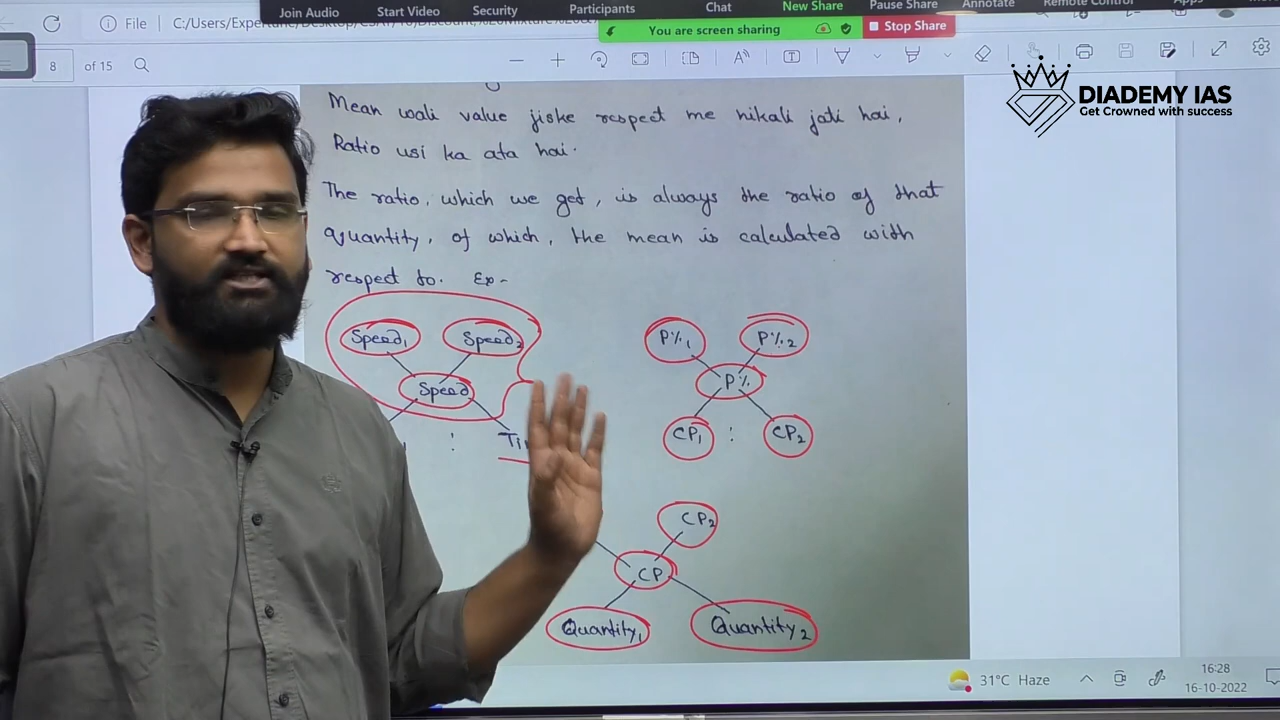 Join Audio Start Video Security Participants Chat New Share Pause Share Annotate Remote Control Apps
File C:/Users/
You are screen sharing Stop Share
8 of 15
DIADEMY IAS
Get Crowned with success
Mean wali value jiske respect me nikali jati hai,
Ratio usi ka ata hai.
The ratio, which we get, is always the ratio of that
quantity, of which, the mean is calculated with
respect to. Ex-
Speed1 Speed2 P%1 P%2
Speed P%
: CP1 : CP2
CP2
CP
Quantity1 Quantity2
31°C Haze 16:28
16-10-2022